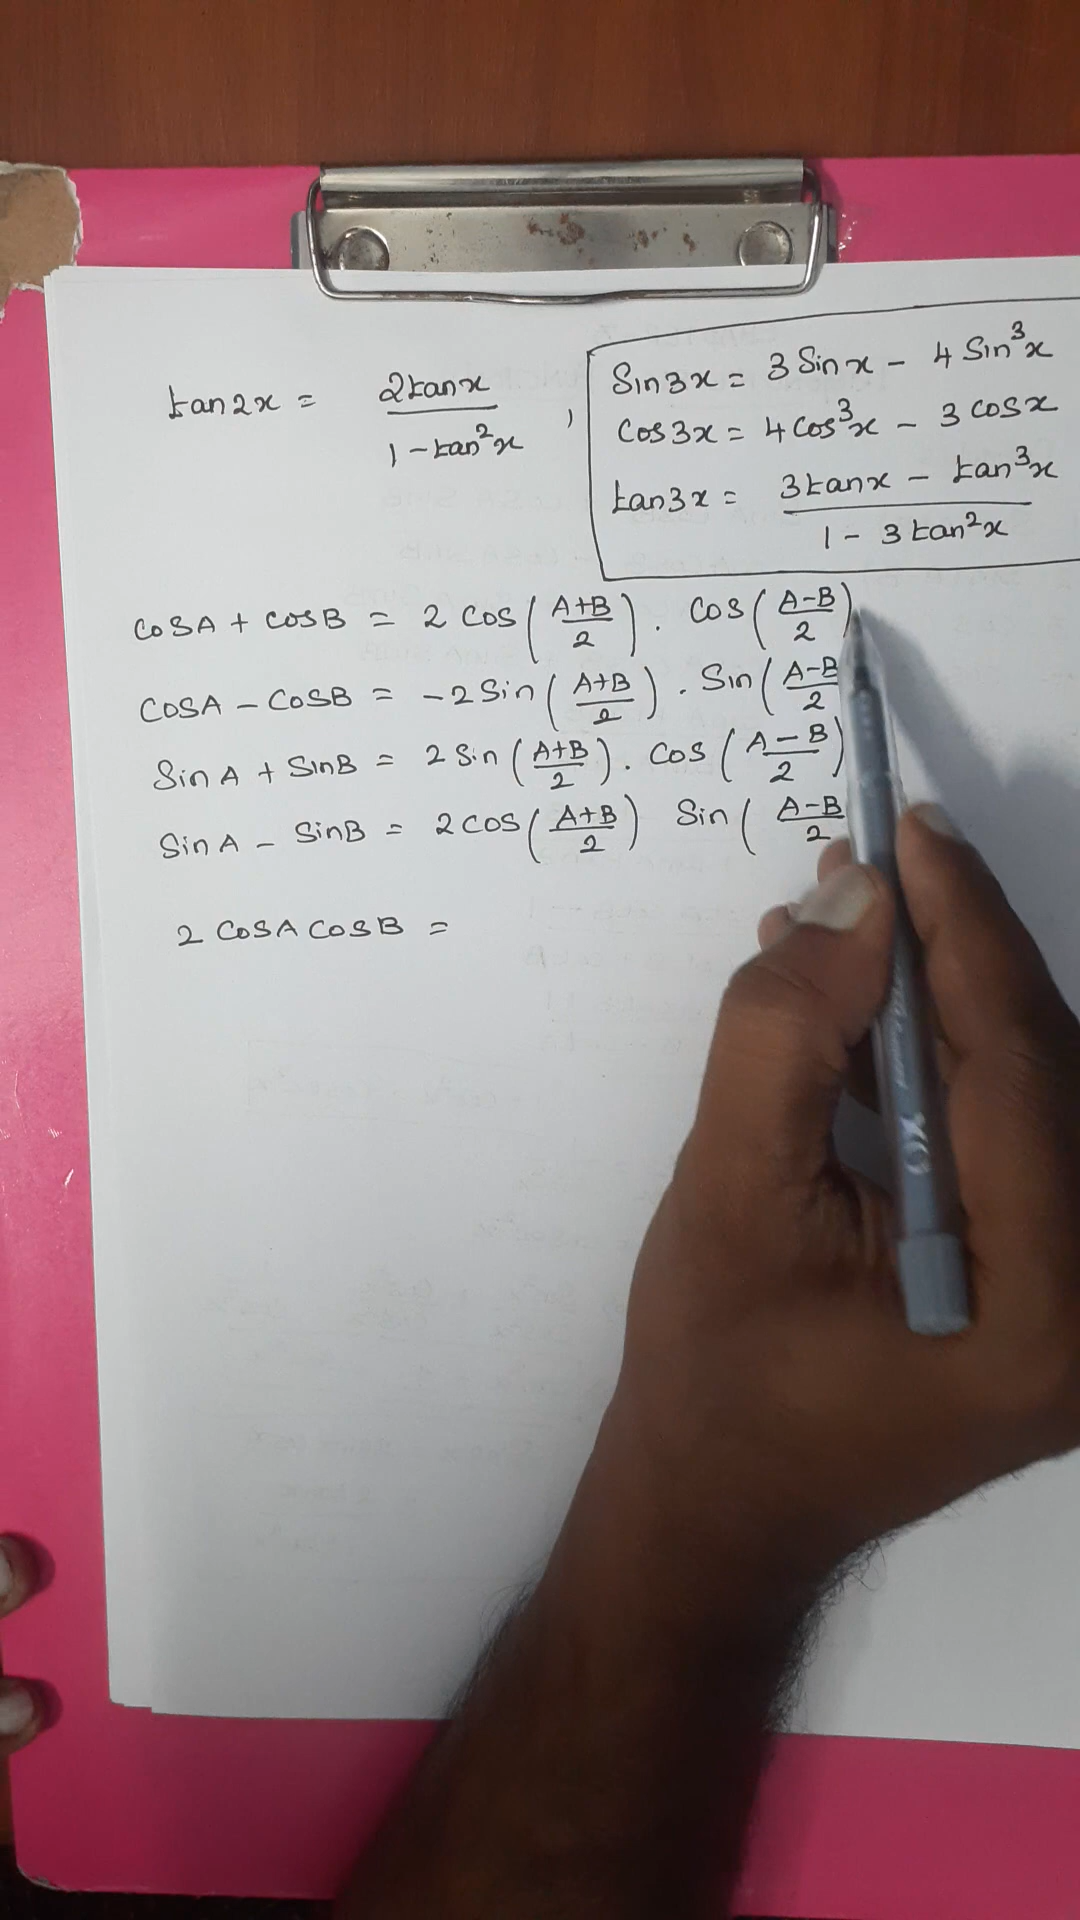 tan2x = 2tanx / 1 - tan²x ,
Sin3x = 3Sinx - 4Sin³x
Cos3x = 4Cos³x - 3cosx
tan3x = 3tanx - tan³x / 1 - 3tan²x
CosA + cosB = 2 Cos(A+B/2) . Cos(A-B/2)
CosA - CosB = -2Sin(A+B/2) . Sin(A-B/2
SinA + SinB = 2Sin(A+B/2) . Cos(A-B/2)
SinA - SinB = 2cos(A+B/2) Sin(A-B/2
2 CosA CosB =